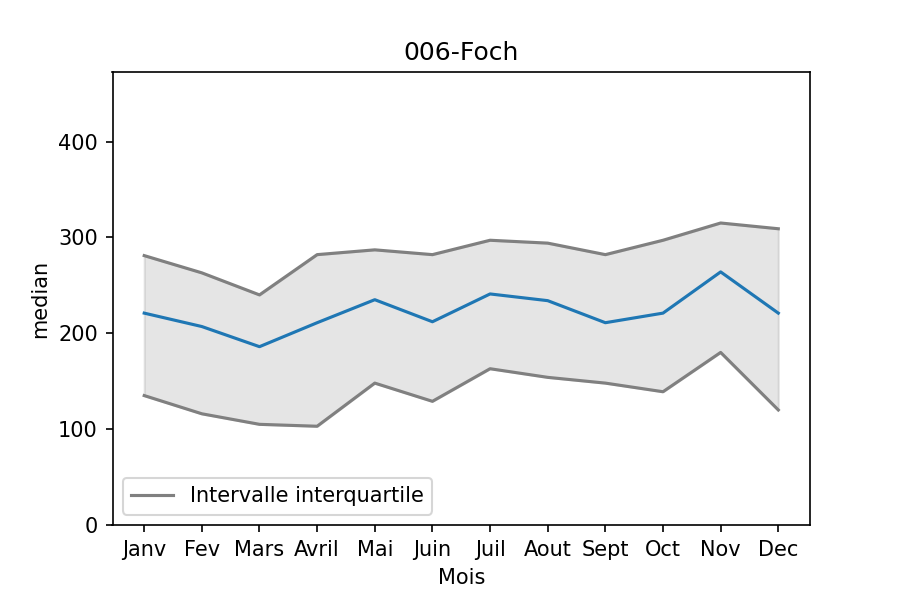 006-Foch
median
400
300
200
100
0
Intervalle interquartile
Janv Fev Mars Avril Mai Juin Juil Aout Sept Oct Nov Dec
Mois